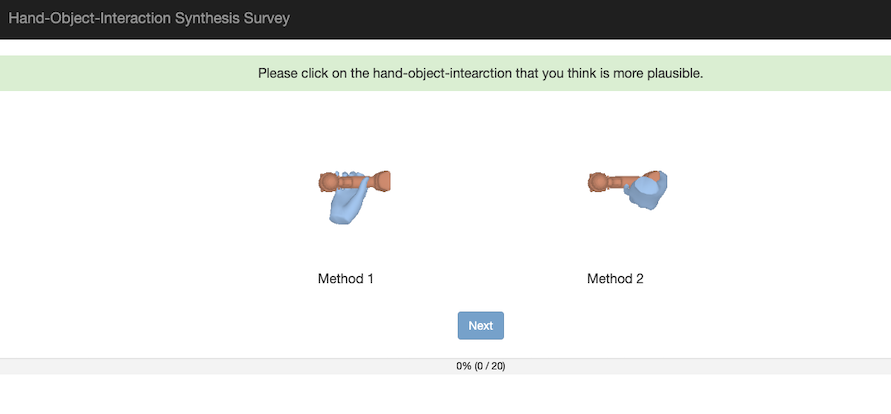 Hand-Object-Interaction Synthesis Survey
Please click on the hand-object-intearction that you think is more plausible.
Method 1
Method 2
Next
0% (0 / 20)